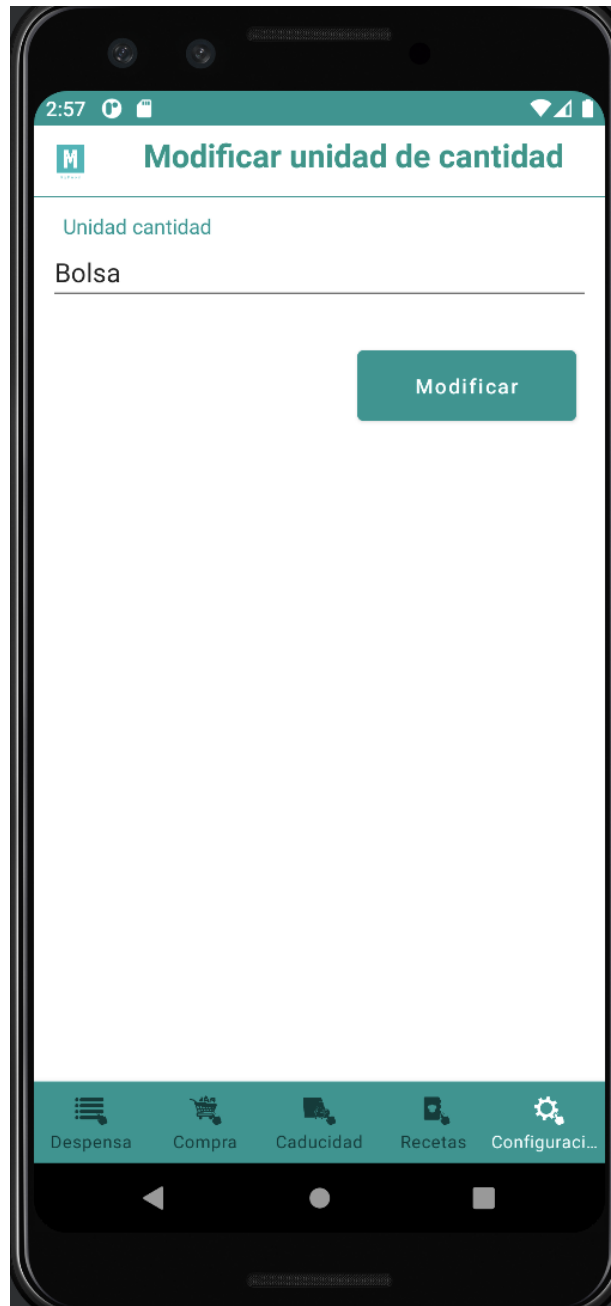 2:57
M
Modificar unidad de cantidad
Unidad cantidad
Bolsa
Modificar
Despensa Compra Caducidad Recetas Configuraci...